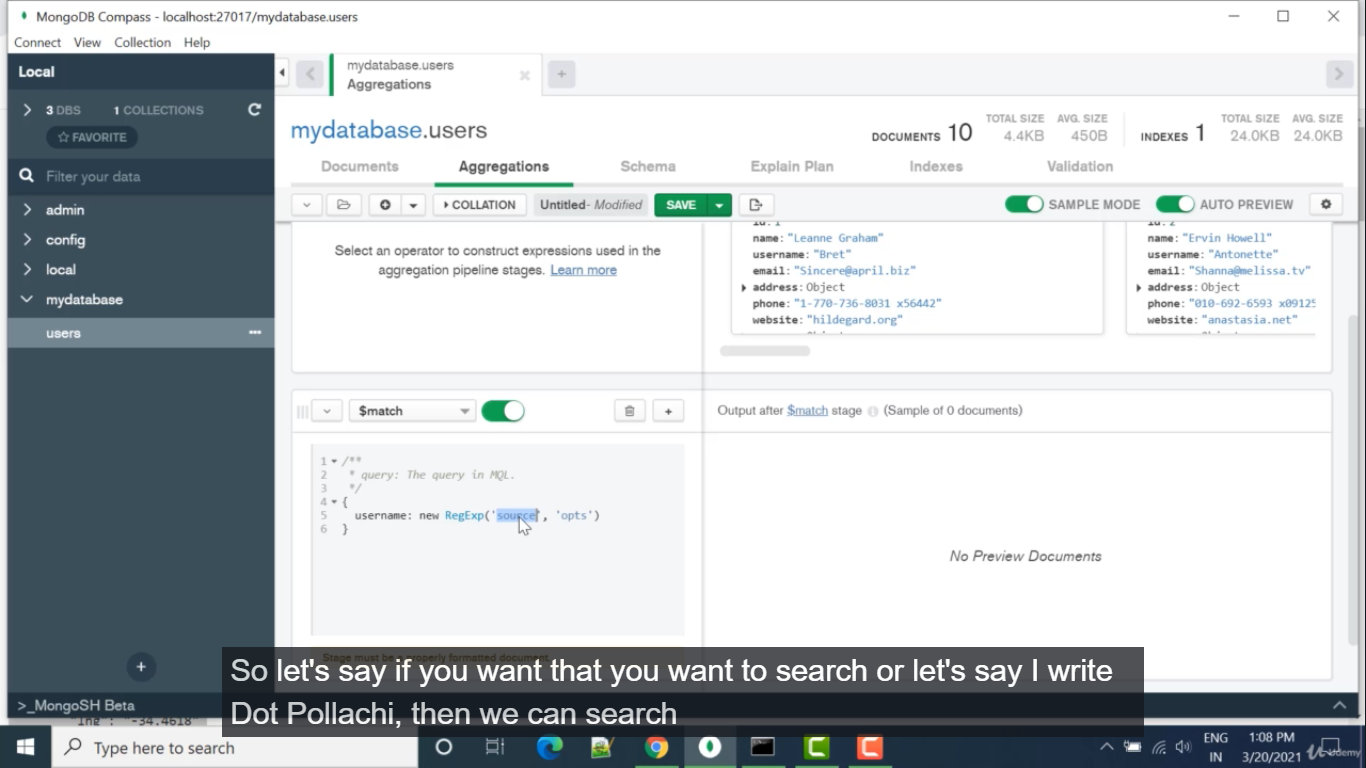 MongoDB Compass - localhost:27017/mydatabase.users
Connect View Collection Help
Local
mydatabase.users
Aggregations
3 DBS 1 COLLECTIONS
FAVORITE
mydatabase.users
DOCUMENTS 10 TOTAL SIZE 4.4KB AVG. SIZE 450B INDEXES 1 TOTAL SIZE 24.0KB AVG. SIZE 24.0KB
Filter your data
Documents Aggregations Schema Explain Plan Indexes Validation
COLLATION Untitled- Modified SAVE SAMPLE MODE AUTO PREVIEW
admin
config
local
mydatabase
users
Select an operator to construct expressions used in the
aggregation pipeline stages. Learn more
id: 1
name: "Leanne Graham"
username: "Bret"
email: "Sincere@april.biz"
address: Object
phone: "1-770-736-8031 x56442"
website: "hildegard.org"
id: 2
name: "Ervin Howell"
username: "Antonette"
email: "Shanna@melissa.tv"
address: Object
phone: "010-692-6593 x09125
website: "anastasia.net"
$match
Output after $match stage (Sample of 0 documents)
1 /**
2 * query: The query in MQL.
3 */
4 {
5 username: new RegExp('source', 'opts')
6 }
No Preview Documents
Stage must be a properly formatted document.
So let's say if you want that you want to search or let's say I write
Dot Pollachi, then we can search
>_MongoSH Beta
"lng": "-34.4618"
Type here to search
ENG
IN
1:08 PM
3/20/2021
Udemy